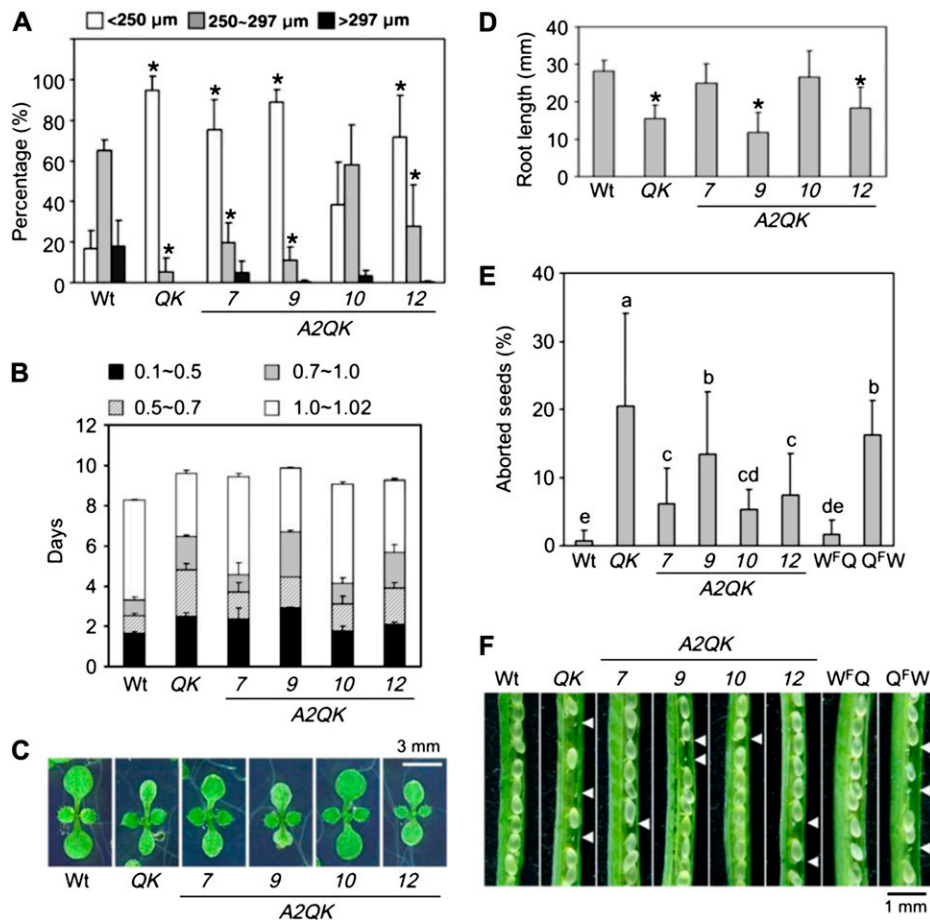 A
<250 µm 250~297 µm >297 µm
Percentage (%)
100
80
60
40
20
0
* * * * * * * *
Wt QK 7 9 10 12
A2QK
B
0.1~0.5 0.7~1.0
0.5~0.7 1.0~1.02
Days
12
10
8
6
4
2
0
Wt QK 7 9 10 12
A2QK
C
3 mm
Wt QK 7 9 10 12
A2QK
D
Root length (mm)
40
30
20
10
0
* * *
Wt QK 7 9 10 12
A2QK
E
Aborted seeds (%)
40
30
20
10
0
e a c b cd c de b
Wt QK 7 9 10 12 WFQ QFW
A2QK
F
A2QK
Wt QK 7 9 10 12 WFQ QFW
1 mm